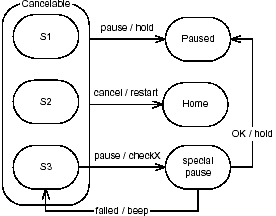 Cancelable
S1
pause / hold
Paused
S2
cancel / restart
Home
OK / hold
S3
pause / checkX
special
pause
failed / beep